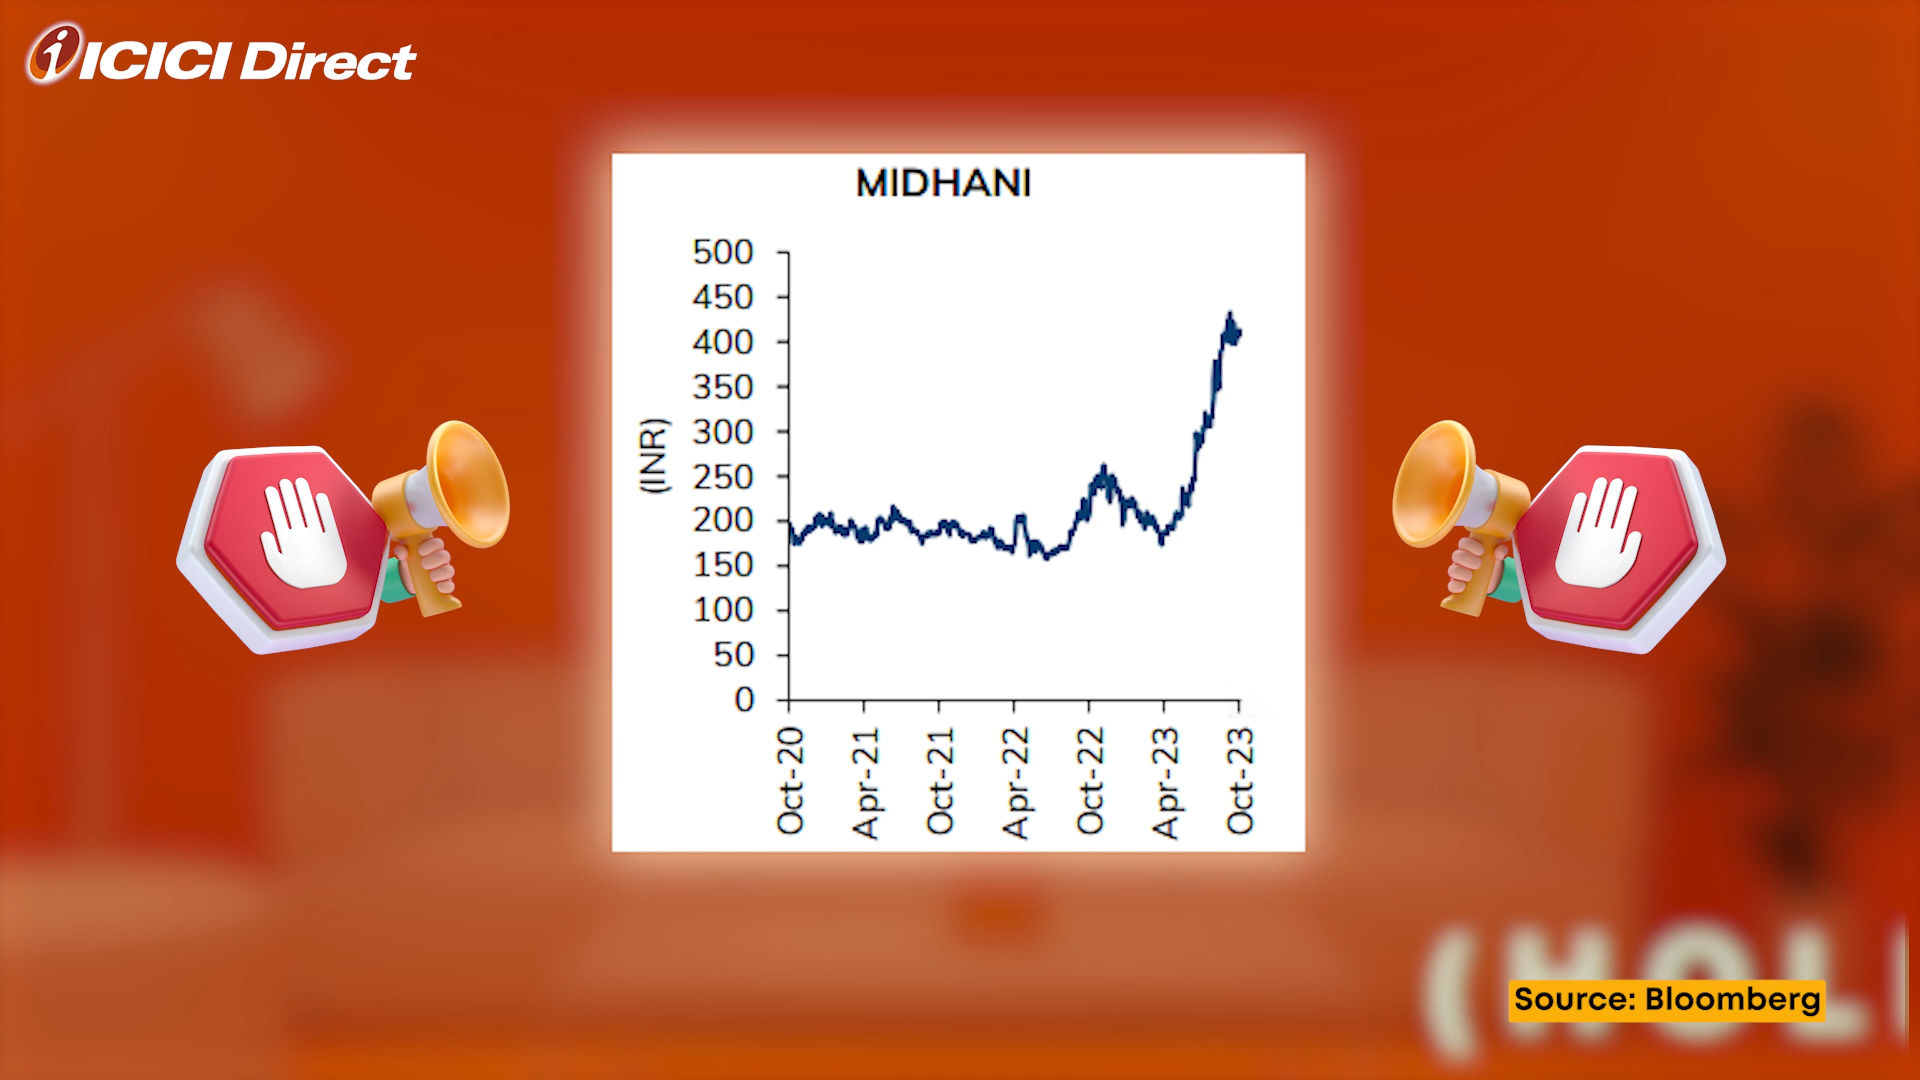 ICICI Direct
MIDHANI
(INR)
500
450
400
350
300
250
200
150
100
50
0
Oct-20
Apr-21
Oct-21
Apr-22
Oct-22
Apr-23
Oct-23
Source: Bloomberg